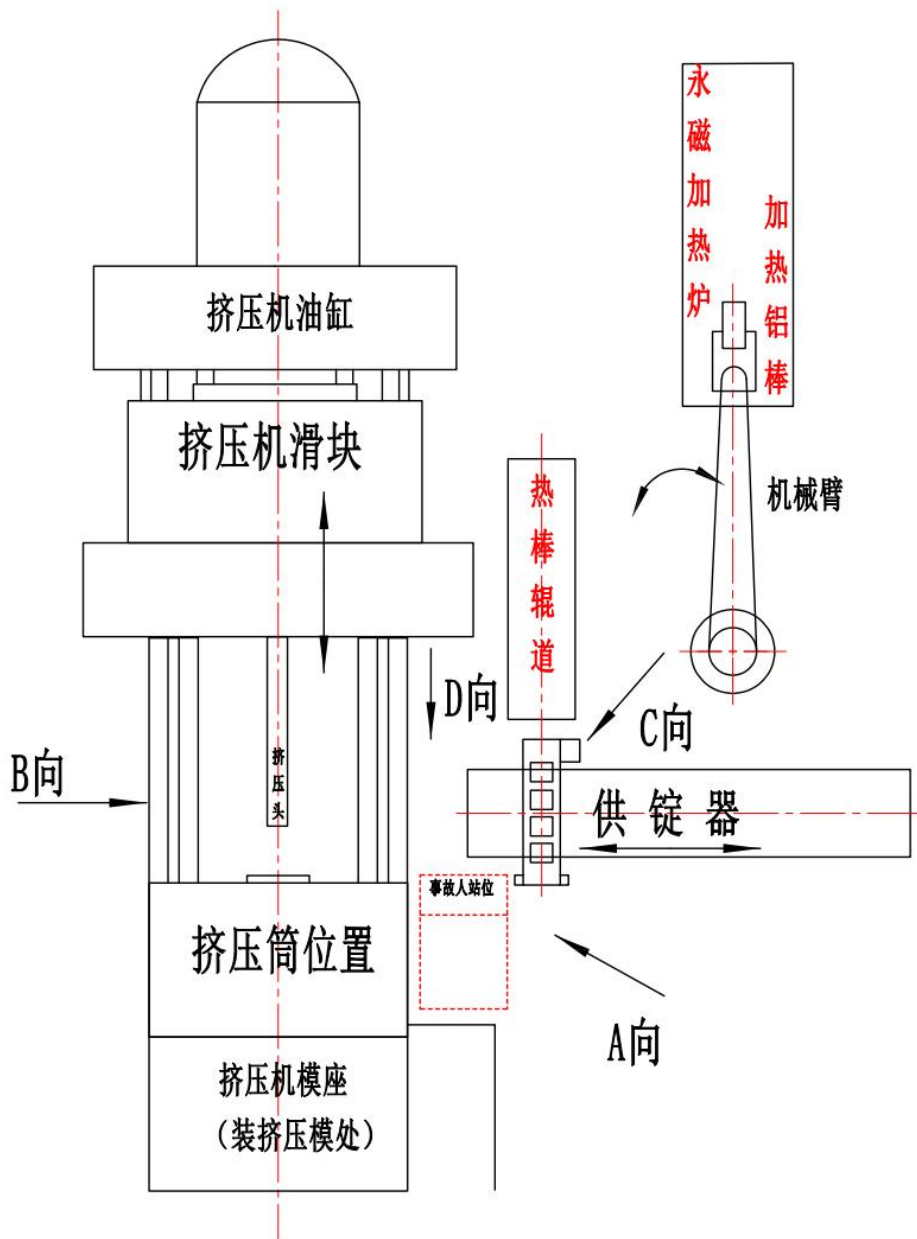 永磁加热炉
加热铝棒
挤压机油缸
挤压机滑块
热棒辊道
机械臂
D向
C向
B向
挤压头
供锭器
事故人站位
挤压筒位置
A向
挤压机模座
（装挤压模处）